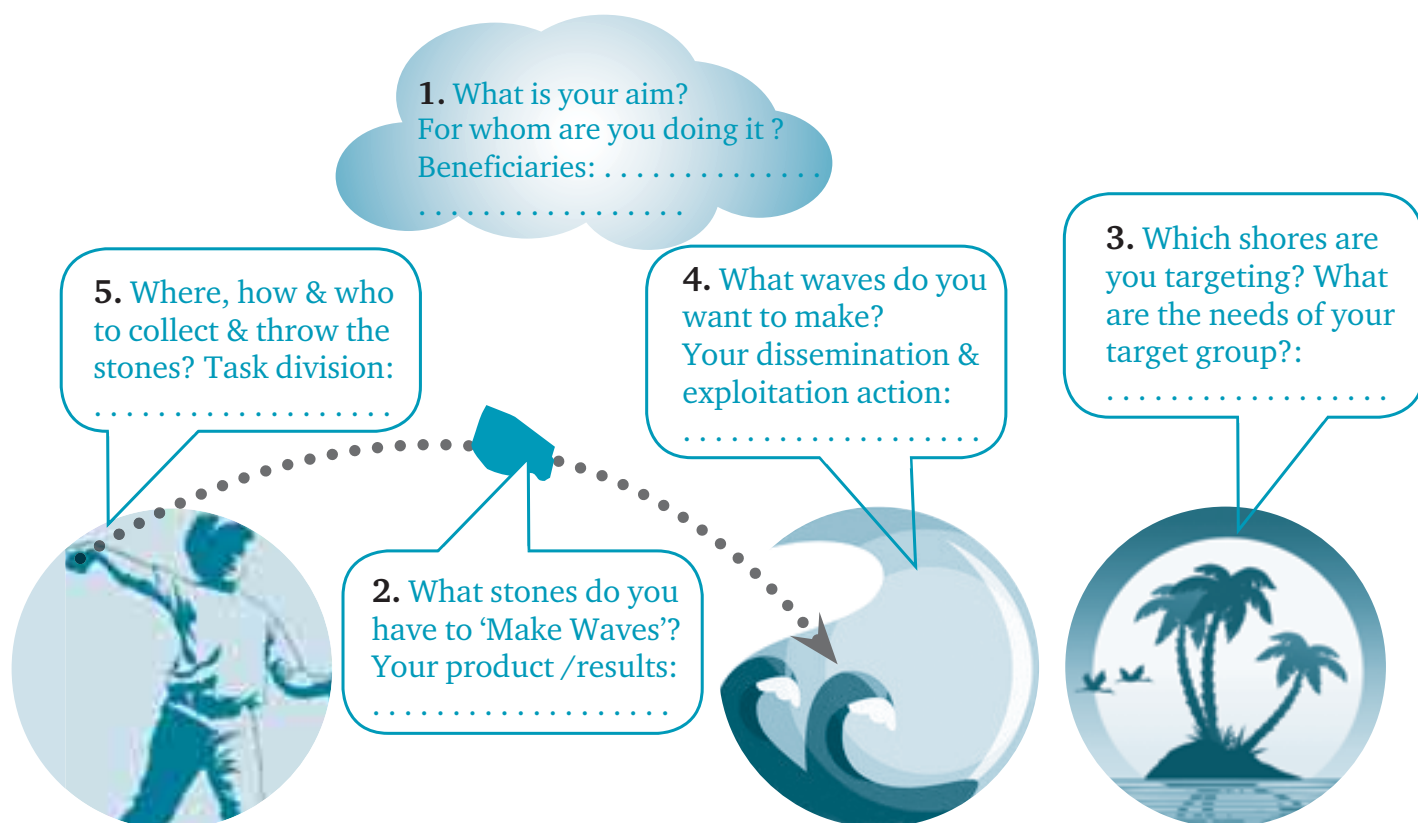 1. What is your aim?
For whom are you doing it ?
Beneficiaries: . . . . . . . . . . . . . .
. . . . . . . . . . . . . . . . .
5. Where, how & who
to collect & throw the
stones? Task division:
. . . . . . . . . . . . . . . . . . .
4. What waves do you
want to make?
Your dissemination &
exploitation action:
. . . . . . . . . . . . . . . . . . .
3. Which shores are
you targeting? What
are the needs of your
target group?:
. . . . . . . . . . . . . . . . . .
2. What stones do you
have to ‘Make Waves’?
Your product /results:
. . . . . . . . . . . . . . . . . . .